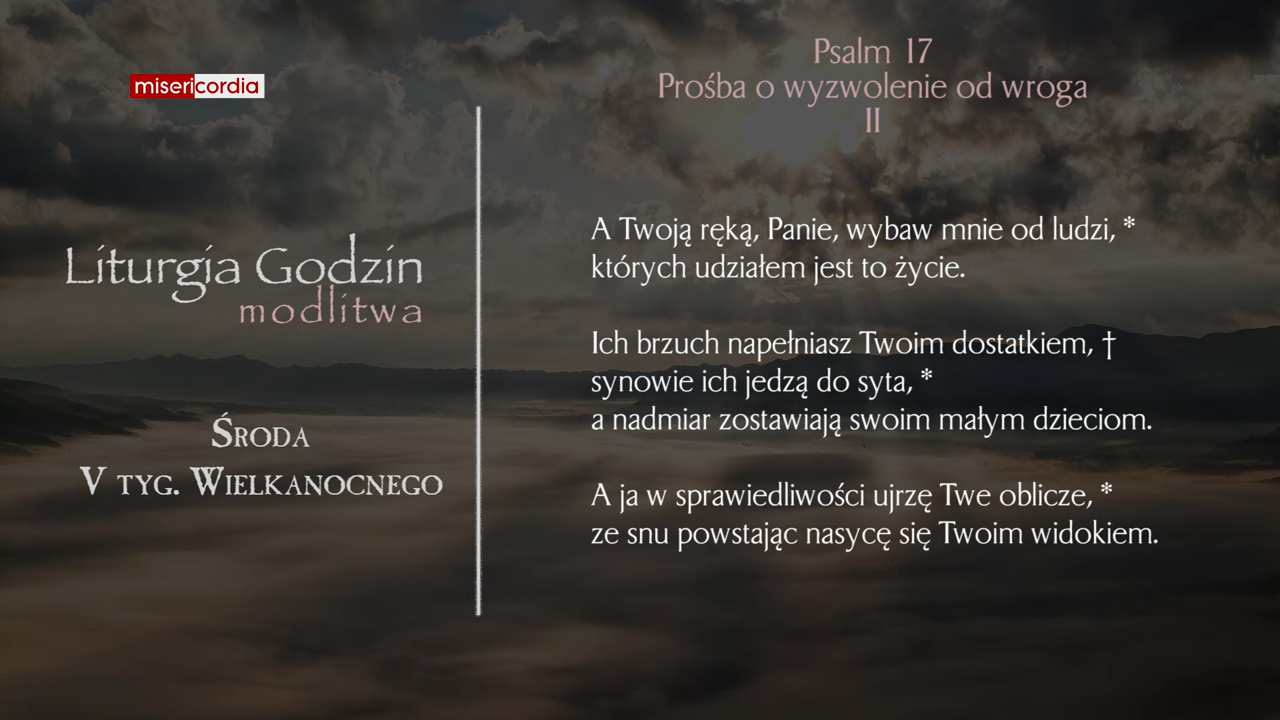 misericordia
Liturgia Godzin
modlitwa
Środa
V tyg. Wielkanocnego
Psalm 17
Prośba o wyzwolenie od wroga
II
A Twoją ręką, Panie, wybaw mnie od ludzi, *
których udziałem jest to życie.
Ich brzuch napełniasz Twoim dostatkiem, †
synowie ich jedzą do syta, *
a nadmiar zostawiają swoim małym dzieciom.
A ja w sprawiedliwości ujrzę Twe oblicze, *
ze snu powstając nasycę się Twoim widokiem.